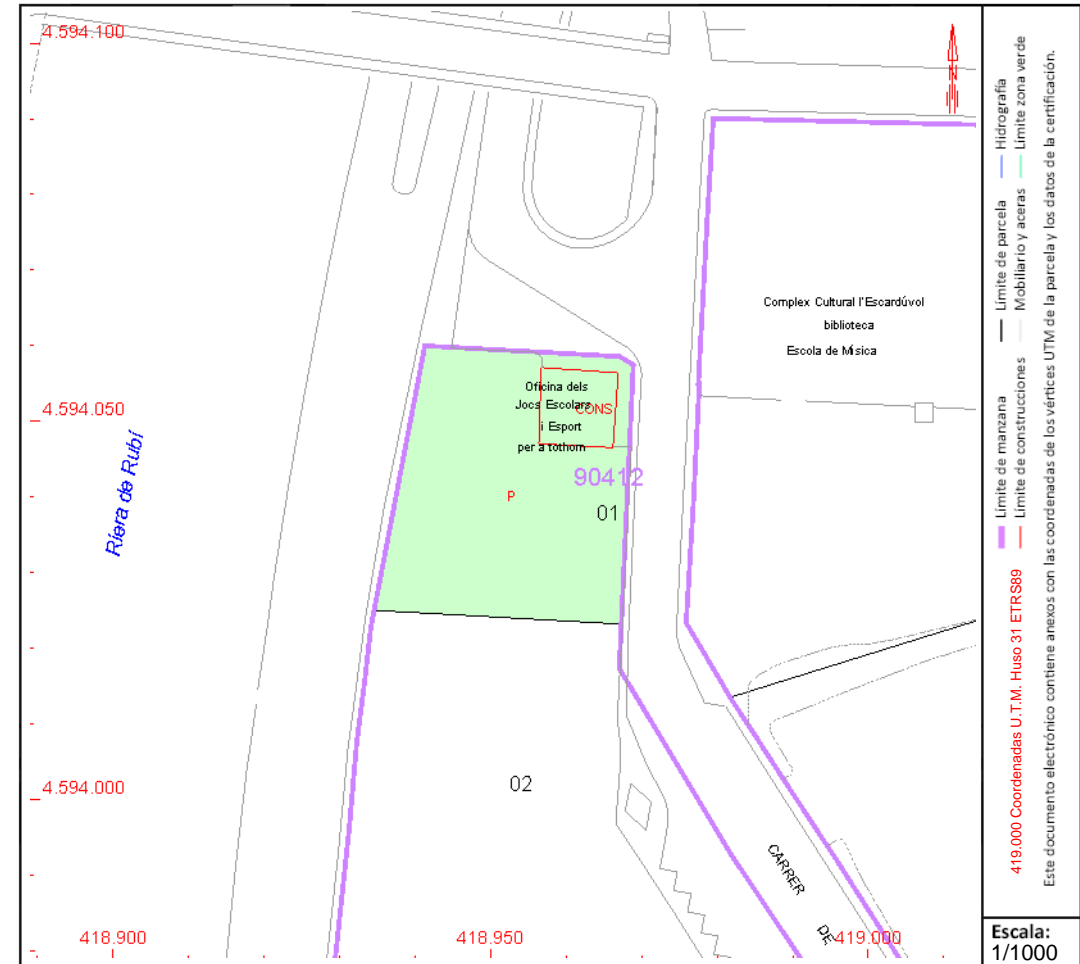 4.594.100
Complex Cultural l'Escardúvol
biblioteca
Escola de Música
Oficina dels
Jocs Escolars
CONS
i Esport
per a tothom
4.594.050
90412
P
01
Riera de Rubí
02
4.594.000
CARRER
DE
418.900
418.950
419.000
Límite de manzana
Límite de parcela
Hidrografía
Límite de construcciones
Mobiliario y aceras
Límite zona verde
419.000 Coordenadas U.T.M. Huso 31 ETRS89
Este documento electrónico contiene anexos con las coordenadas de los vértices UTM de la parcela y los datos de la certificación.
Escala:
1/1000